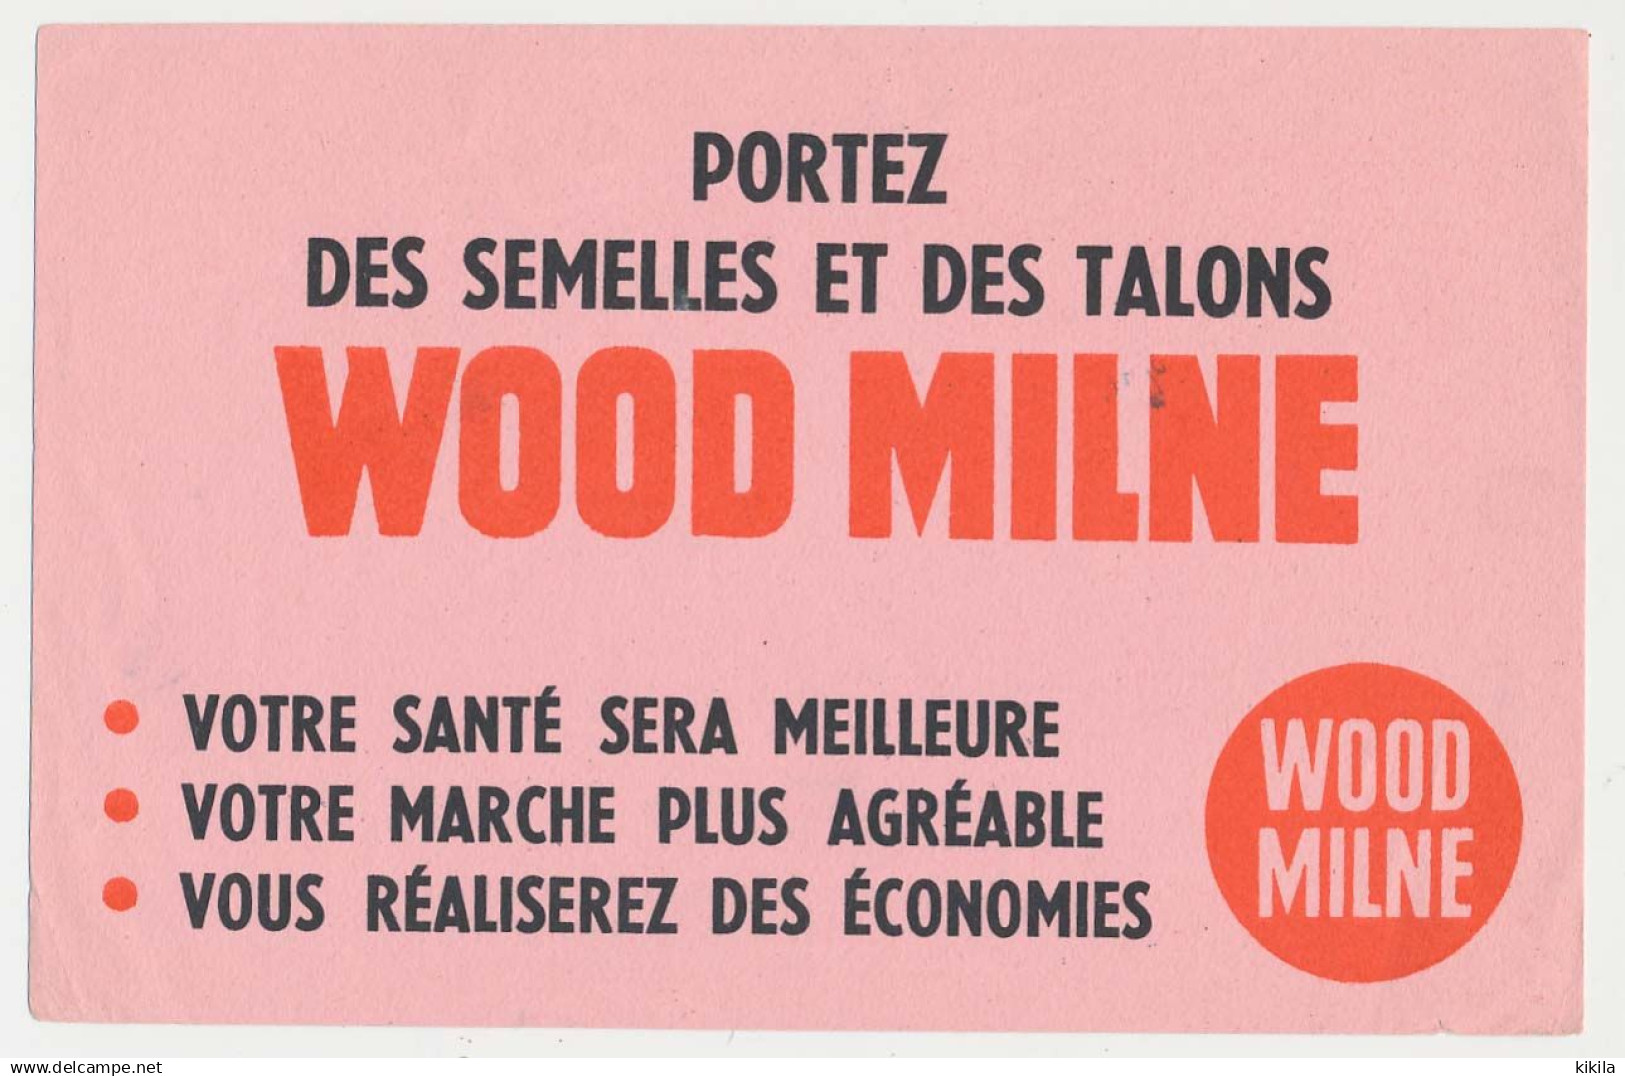 PORTEZ
DES SEMELLES ET DES TALONS
WOOD MILNE
• VOTRE SANTÉ SERA MEILLEURE
• VOTRE MARCHE PLUS AGRÉABLE
• VOUS RÉALISEREZ DES ÉCONOMIES
WOOD
MILNE
delcampe.net
kikila